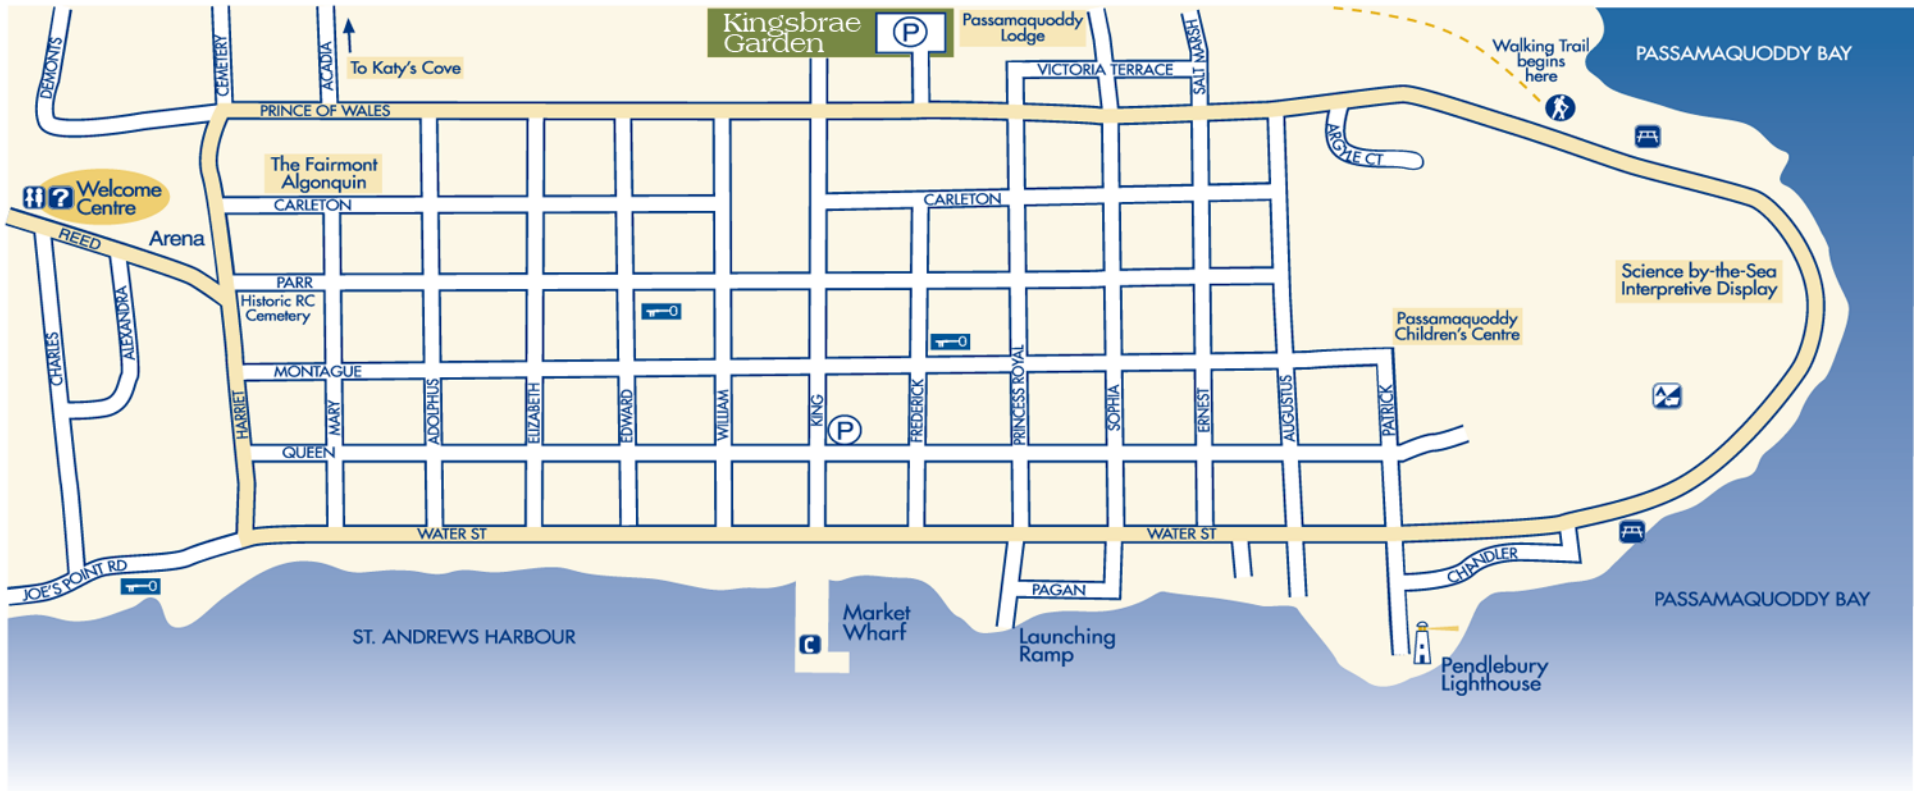 DEMONTS
CEMETERY
ACADIA
To Katy's Cove
Kingsbrae
Garden
P
Passamaquoddy
Lodge
VICTORIA TERRACE
SALT MARSH
Walking Trail
begins
here
PASSAMAQUODDY BAY
PRINCE OF WALES
ARGYLE CT
The Fairmont
Algonquin
? Welcome
Centre
CARLETON
CARLETON
REED
Arena
PARR
Historic RC
Cemetery
Science by-the-Sea
Interpretive Display
Passamaquoddy
Children's Centre
CHARLES
ALEXANDRA
MONTAGUE
HARRIET
MARY
ADOLPHUS
ELIZABETH
EDWARD
WILLIAM
KING
P
FREDERICK
PRINCESS ROYAL
SOPHIA
ERNEST
AUGUSTUS
PATRICK
QUEEN
WATER ST
WATER ST
JOE'S POINT RD
CHANDLER
PAGAN
PASSAMAQUODDY BAY
ST. ANDREWS HARBOUR
Market
Wharf
Launching
Ramp
Pendlebury
Lighthouse